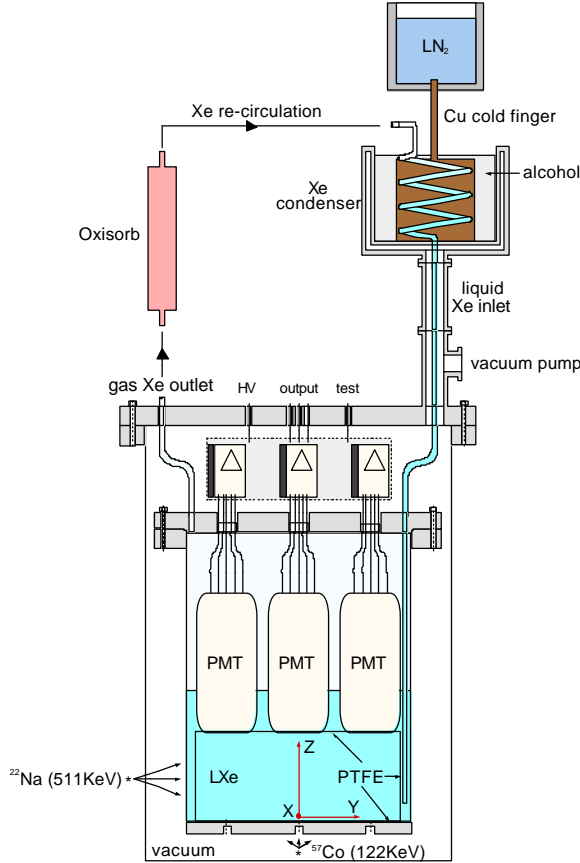 LN₂
Xe re-circulation
Cu cold finger
alcohol
Xe
condenser
Oxisorb
liquid
Xe inlet
vacuum pump
gas Xe outlet
HV
output
test
PMT
PMT
PMT
Z
²²Na (511KeV) *
LXe
PTFE
X
Y
vacuum
* ⁵⁷Co (122KeV)